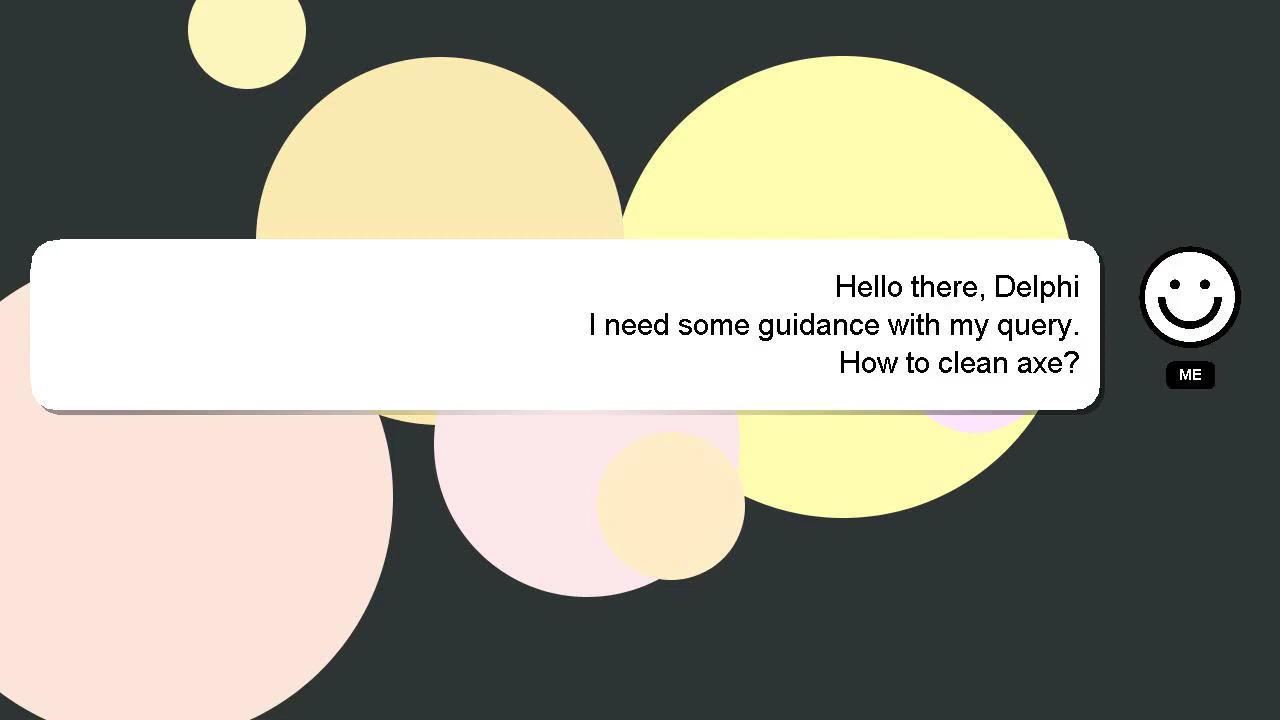 Hello there, Delphi
I need some guidance with my query.
How to clean axe?
ME